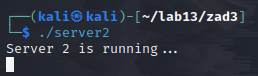 ┌──(kali㉿kali)-[~/lab13/zad3]
└─$ ./server2
Server 2 is running...